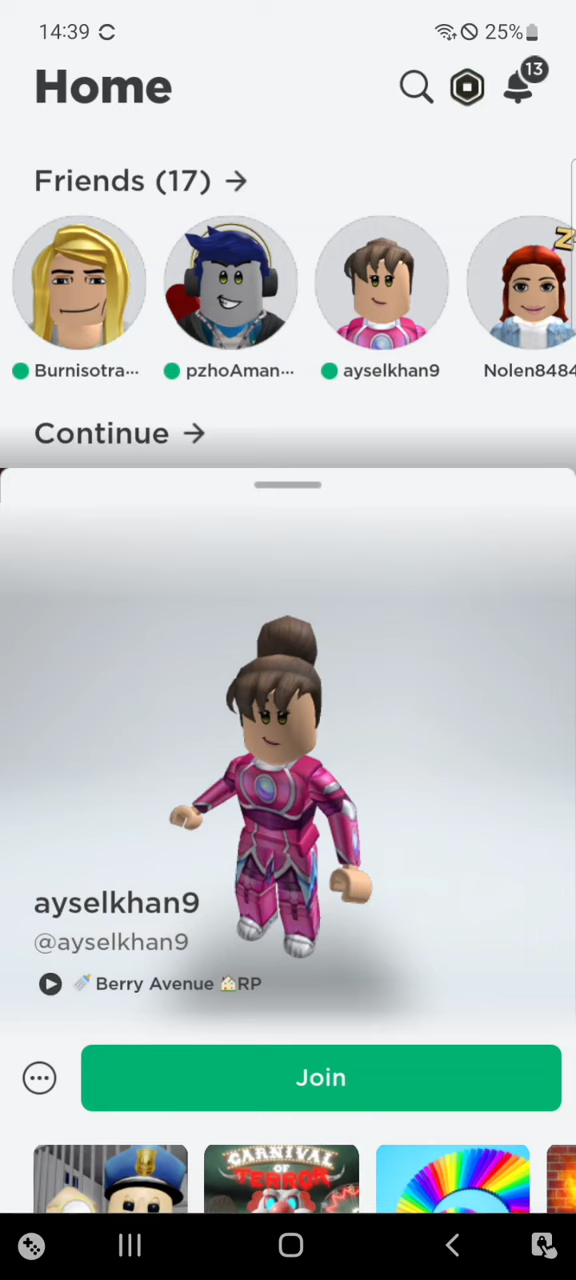 14:39 25%
Home 13
Friends (17) →
Z
Burnisotra··· pzhoAman··· ayselkhan9 Nolen8484
Continue →
ayselkhan9
@ayselkhan9
🍼 Berry Avenue 🏠RP
Join
CARNIVAL
OF
TERROR